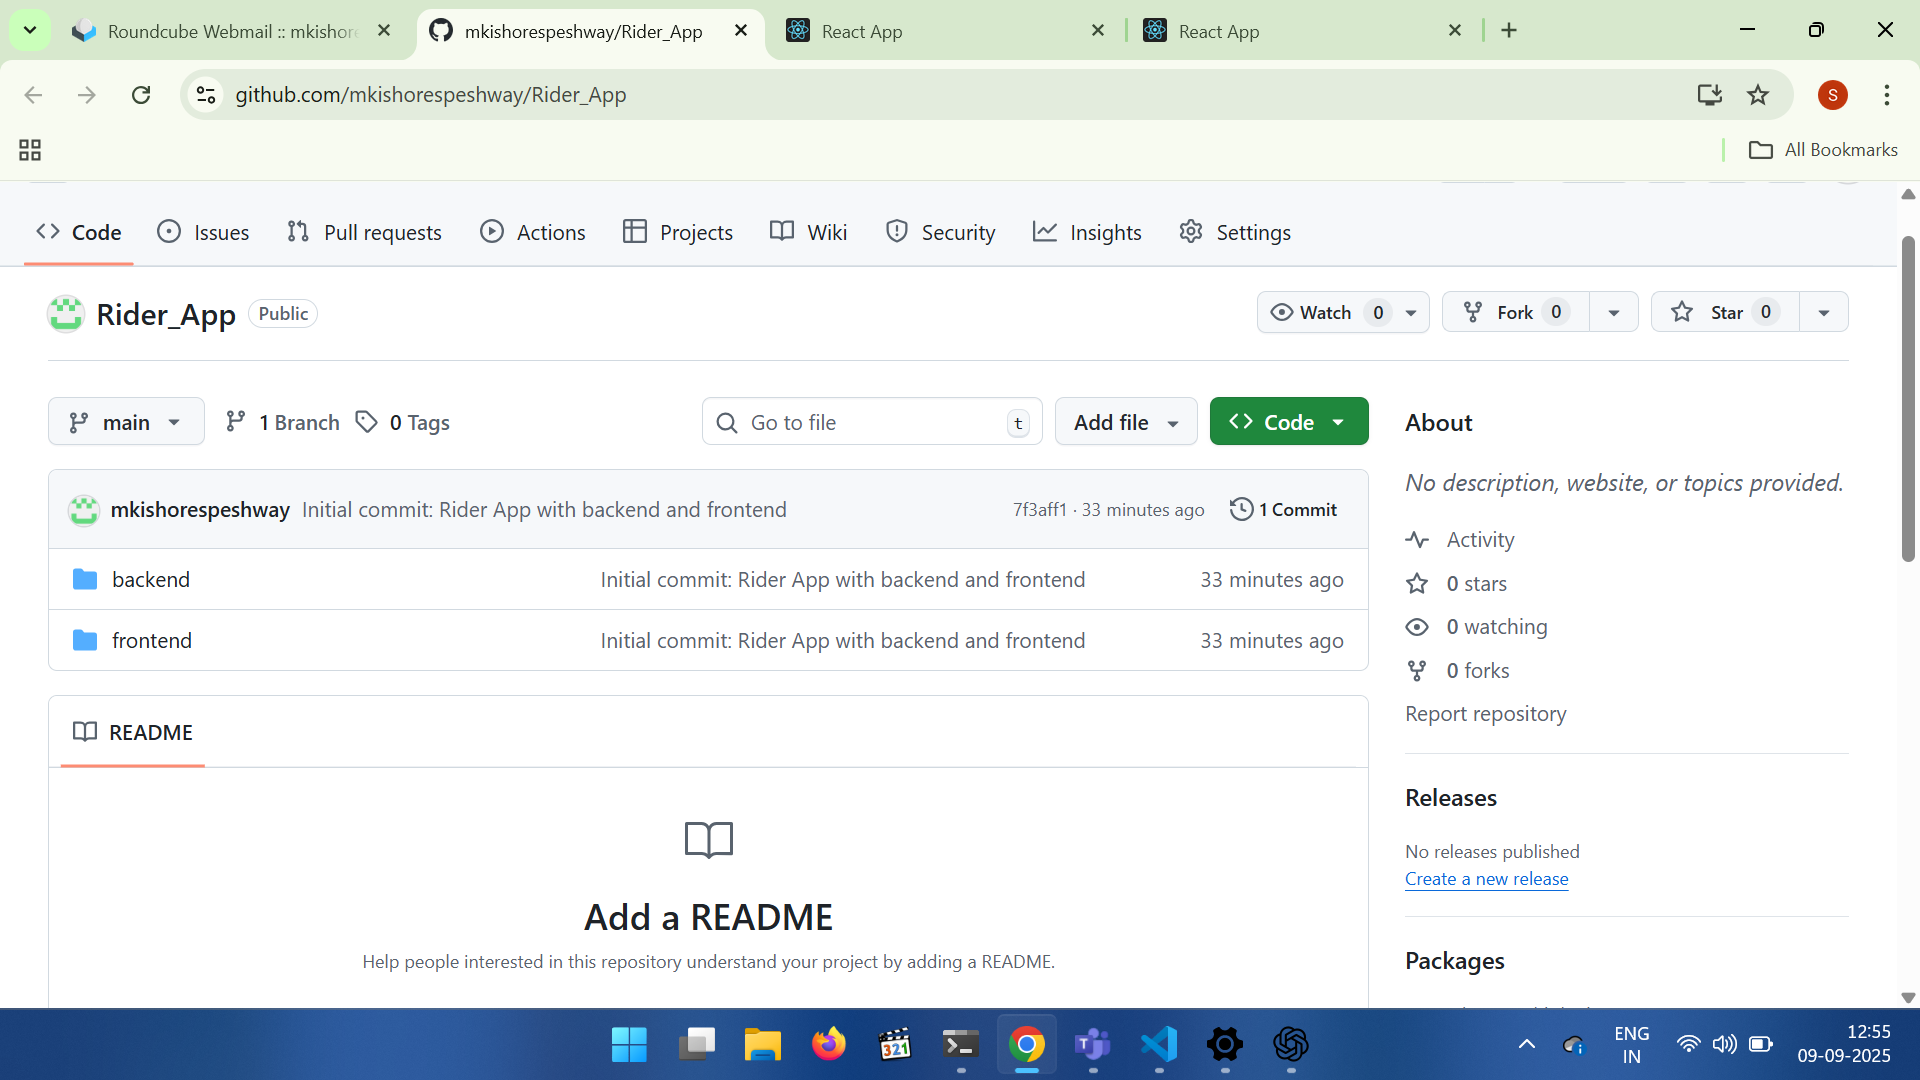 Roundcube Webmail :: mkishore
mkishorespeshway/Rider_App
React App
React App
github.com/mkishorespeshway/Rider_App
S
All Bookmarks
Code
Issues
Pull requests
Actions
Projects
Wiki
Security
Insights
Settings
Rider_App
Public
Watch 0
Fork 0
Star 0
main
1 Branch
0 Tags
Go to file
t
Add file
Code
mkishorespeshway Initial commit: Rider App with backend and frontend
7f3aff1 · 33 minutes ago
1 Commit
backend
Initial commit: Rider App with backend and frontend
33 minutes ago
frontend
Initial commit: Rider App with backend and frontend
33 minutes ago
README
Add a README
Help people interested in this repository understand your project by adding a README.
About
No description, website, or topics provided.
Activity
0 stars
0 watching
0 forks
Report repository
Releases
No releases published
Create a new release
Packages
321
ENG
IN
12:55
09-09-2025